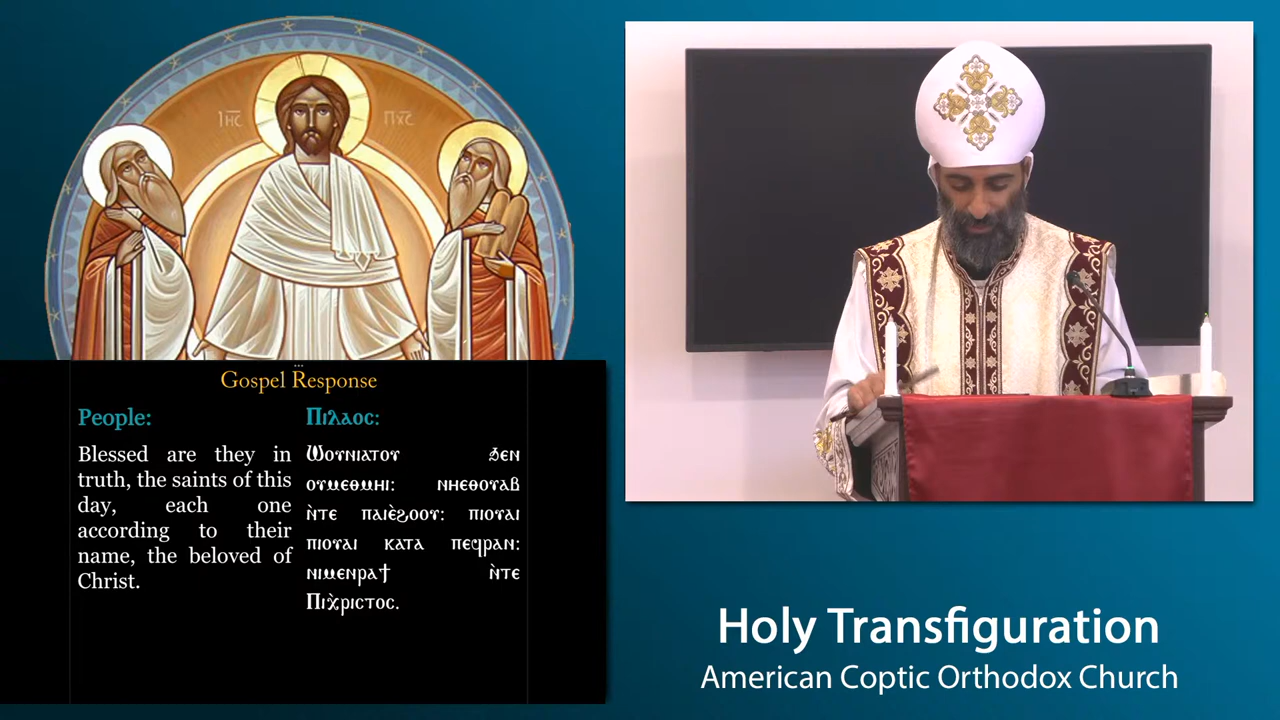 ΙΗC ΠΧC
...
Gospel Response
People:
Blessed are they in
truth, the saints of this
day, each one
according to their
name, the beloved of
Christ.
Ⲡⲓⲗⲁⲟⲥ:
Ⲱⲟⲩⲛⲓⲁⲧⲟⲩ ϧⲉⲛ
ⲟⲩⲙⲉⲑⲙⲏⲓ: ⲛⲏⲉⲑⲟⲩⲁⲃ
ⲛ̀ⲧⲉ ⲡⲁⲓⲉ̀ϩⲟⲟⲩ: ⲡⲓⲟⲩⲁⲓ
ⲡⲓⲟⲩⲁⲓ ⲕⲁⲧⲁ ⲡⲉϥⲣⲁⲛ:
ⲛⲓⲙⲉⲛⲣⲁϯ ⲛ̀ⲧⲉ
Ⲡⲓⲭ̀ⲣⲓⲥⲧⲟⲥ.
Holy Transfiguration
American Coptic Orthodox Church